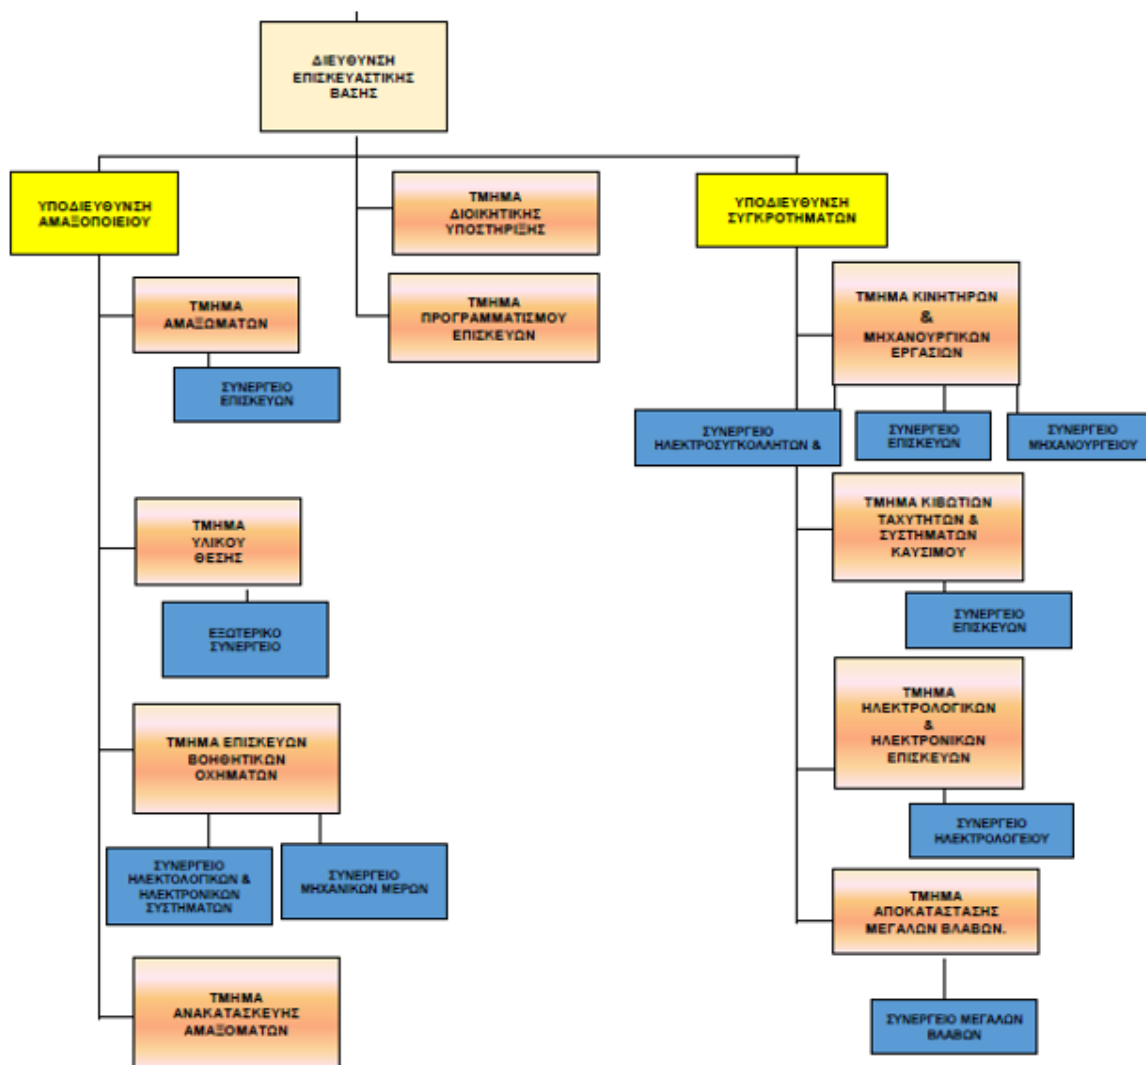 ΔΙΕΥΘΥΝΣΗ
ΕΠΙΣΚΕΥΑΣΤΙΚΗΣ
ΒΑΣΗΣ
ΥΠΟΔΙΕΥΘΥΝΣΗ
ΑΜΑΞΟΠΟΙΕΙΟΥ
ΤΜΗΜΑ
ΔΙΟΙΚΗΤΙΚΗΣ
ΥΠΟΣΤΗΡΙΞΗΣ
ΥΠΟΔΙΕΥΘΥΝΣΗ
ΣΥΓΚΡΟΤΗΜΑΤΩΝ
ΤΜΗΜΑ
ΑΜΑΞΩΜΑΤΩΝ
ΤΜΗΜΑ
ΠΡΟΓΡΑΜΜΑΤΙΣΜΟΥ
ΕΠΙΣΚΕΥΩΝ
ΤΜΗΜΑ ΚΙΝΗΤΗΡΩΝ
&
ΜΗΧΑΝΟΥΡΓΙΚΩΝ
ΕΡΓΑΣΙΩΝ
ΣΥΝΕΡΓΕΙΟ
ΕΠΙΣΚΕΥΩΝ
ΣΥΝΕΡΓΕΙΟ
ΗΛΕΚΤΡΟΣΥΓΚΟΛΛΗΤΩΝ &
ΣΥΝΕΡΓΕΙΟ
ΕΠΙΣΚΕΥΩΝ
ΣΥΝΕΡΓΕΙΟ
ΜΗΧΑΝΟΥΡΓΕΙΟΥ
ΤΜΗΜΑ
ΥΛΙΚΟΥ
ΘΕΣΗΣ
ΤΜΗΜΑ ΚΙΒΩΤΙΩΝ
ΤΑΧΥΤΗΤΩΝ &
ΣΥΣΤΗΜΑΤΩΝ
ΚΑΥΣΙΜΟΥ
ΕΞΩΤΕΡΙΚΟ
ΣΥΝΕΡΓΕΙΟ
ΣΥΝΕΡΓΕΙΟ
ΕΠΙΣΚΕΥΩΝ
ΤΜΗΜΑ ΕΠΙΣΚΕΥΩΝ
ΒΟΗΘΗΤΙΚΩΝ
ΟΧΗΜΑΤΩΝ
ΤΜΗΜΑ
ΗΛΕΚΤΡΟΛΟΓΙΚΩΝ
&
ΗΛΕΚΤΡΟΝΙΚΩΝ
ΕΠΙΣΚΕΥΩΝ
ΣΥΝΕΡΓΕΙΟ
ΗΛΕΚΤΡΟΛΟΓΕΙΟΥ
ΣΥΝΕΡΓΕΙΟ
ΗΛΕΚΤΟΛΟΓΙΚΩΝ &
ΗΛΕΚΤΡΟΝΙΚΩΝ
ΣΥΣΤΗΜΑΤΩΝ
ΣΥΝΕΡΓΕΙΟ
ΜΗΧΑΝΙΚΩΝ ΜΕΡΩΝ
ΤΜΗΜΑ
ΑΠΟΚΑΤΑΣΤΑΣΗΣ
ΜΕΓΑΛΩΝ ΒΛΑΒΩΝ.
ΤΜΗΜΑ
ΑΝΑΚΑΤΑΣΚΕΥΗΣ
ΑΜΑΞΟΜΑΤΩΝ
ΣΥΝΕΡΓΕΙΟ ΜΕΓΑΛΩΝ
ΒΛΑΒΩΝ